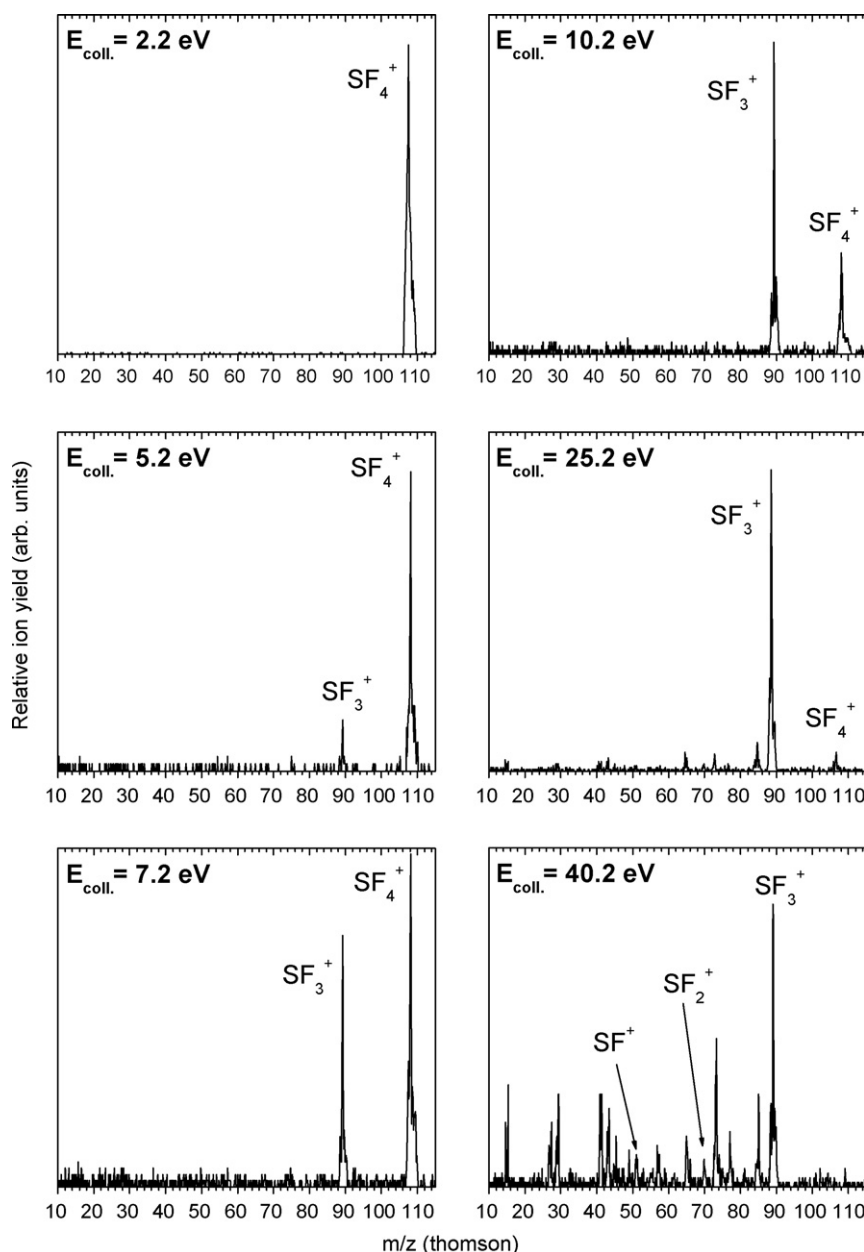 E_coll. = 2.2 eV
SF₄⁺
10 20 30 40 50 60 70 80 90 100 110
E_coll. = 10.2 eV
SF₃⁺
SF₄⁺
10 20 30 40 50 60 70 80 90 100 110
E_coll. = 5.2 eV
SF₄⁺
SF₃⁺
10 20 30 40 50 60 70 80 90 100 110
E_coll. = 25.2 eV
SF₃⁺
SF₄⁺
10 20 30 40 50 60 70 80 90 100 110
E_coll. = 7.2 eV
SF₄⁺
SF₃⁺
10 20 30 40 50 60 70 80 90 100 110
E_coll. = 40.2 eV
SF₃⁺
SF₂⁺
SF⁺
10 20 30 40 50 60 70 80 90 100 110
Relative ion yield (arb. units)
m/z (thomson)